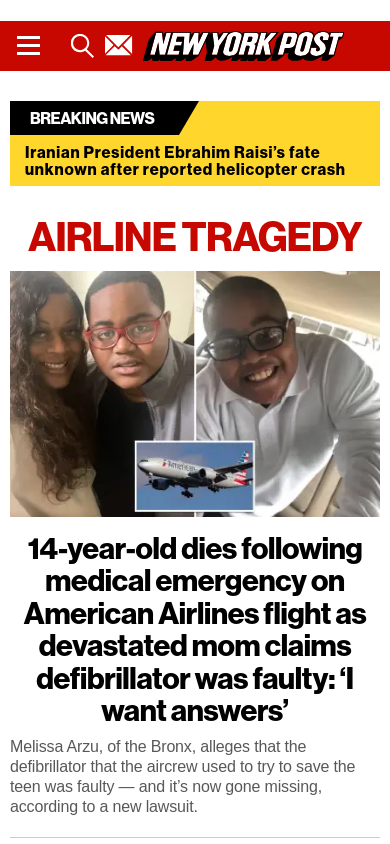 NEW YORK POST
BREAKING NEWS
Iranian President Ebrahim Raisi’s fate
unknown after reported helicopter crash
AIRLINE TRAGEDY
American
14-year-old dies following
medical emergency on
American Airlines flight as
devastated mom claims
defibrillator was faulty: ‘I
want answers’
Melissa Arzu, of the Bronx, alleges that the
defibrillator that the aircrew used to try to save the
teen was faulty — and it’s now gone missing,
according to a new lawsuit.